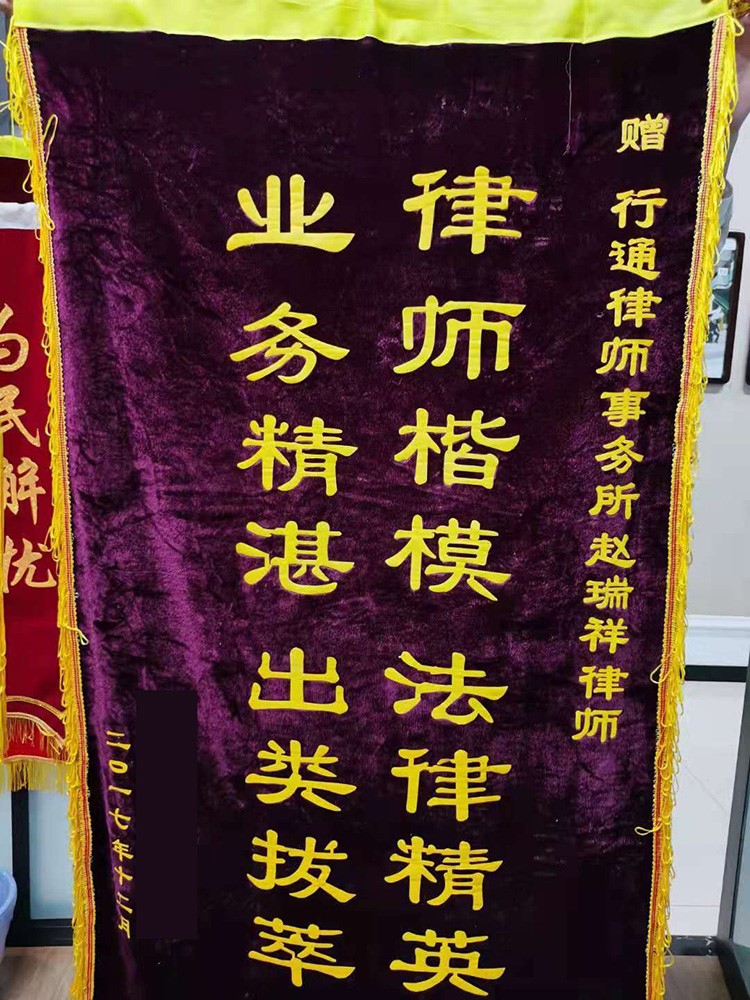 赠 行通律师事务所赵瑞祥律师
律师楷模 法律精英
业务精湛 出类拔萃
二〇一七年十二月
为民解忧